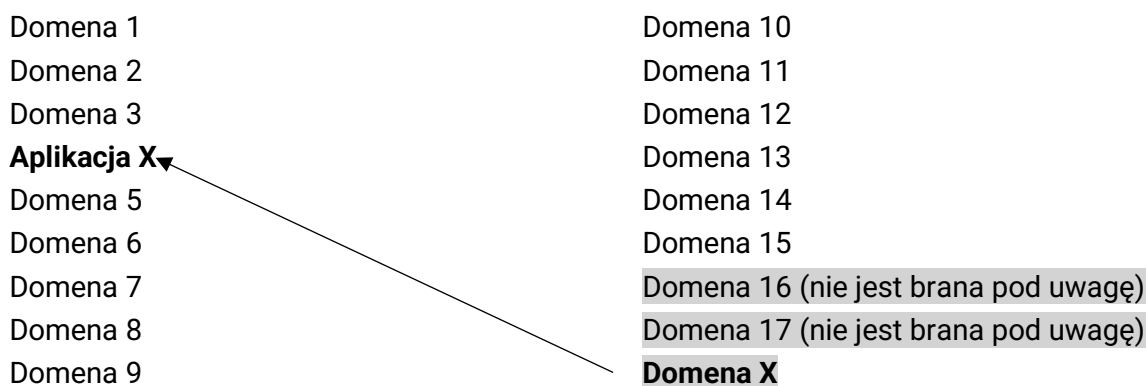 Domena 1
Domena 2
Domena 3
Aplikacja X
Domena 5
Domena 6
Domena 7
Domena 8
Domena 9
Domena 10
Domena 11
Domena 12
Domena 13
Domena 14
Domena 15
Domena 16 (nie jest brana pod uwagę)
Domena 17 (nie jest brana pod uwagę)
Domena X